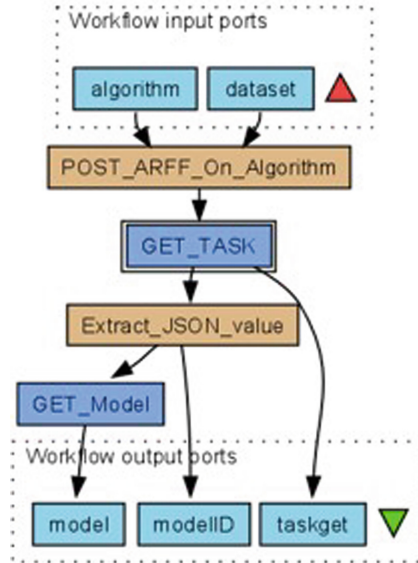 Workflow input ports
algorithm
dataset
POST_ARFF_On_Algorithm
GET_TASK
Extract_JSON_value
GET_Model
Workflow output ports
model
modelID
taskget